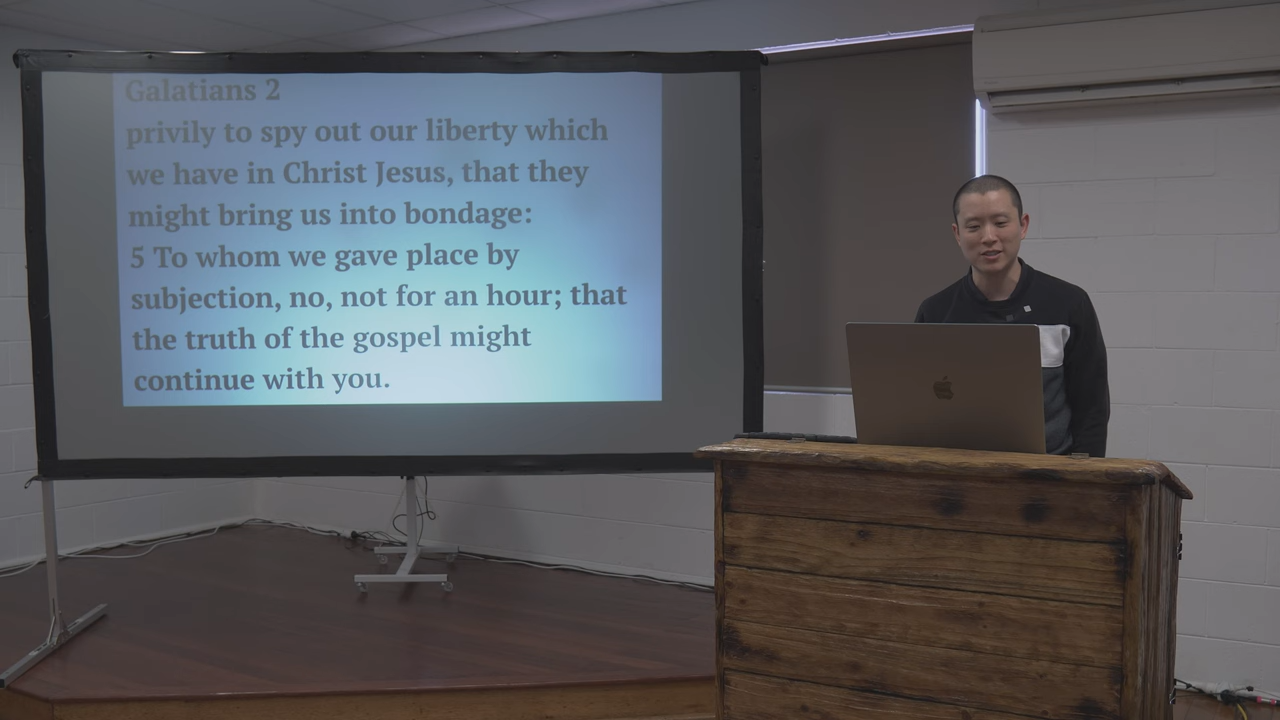 Galatians 2
privily to spy out our liberty which
we have in Christ Jesus, that they
might bring us into bondage:
5 To whom we gave place by
subjection, no, not for an hour; that
the truth of the gospel might
continue with you.